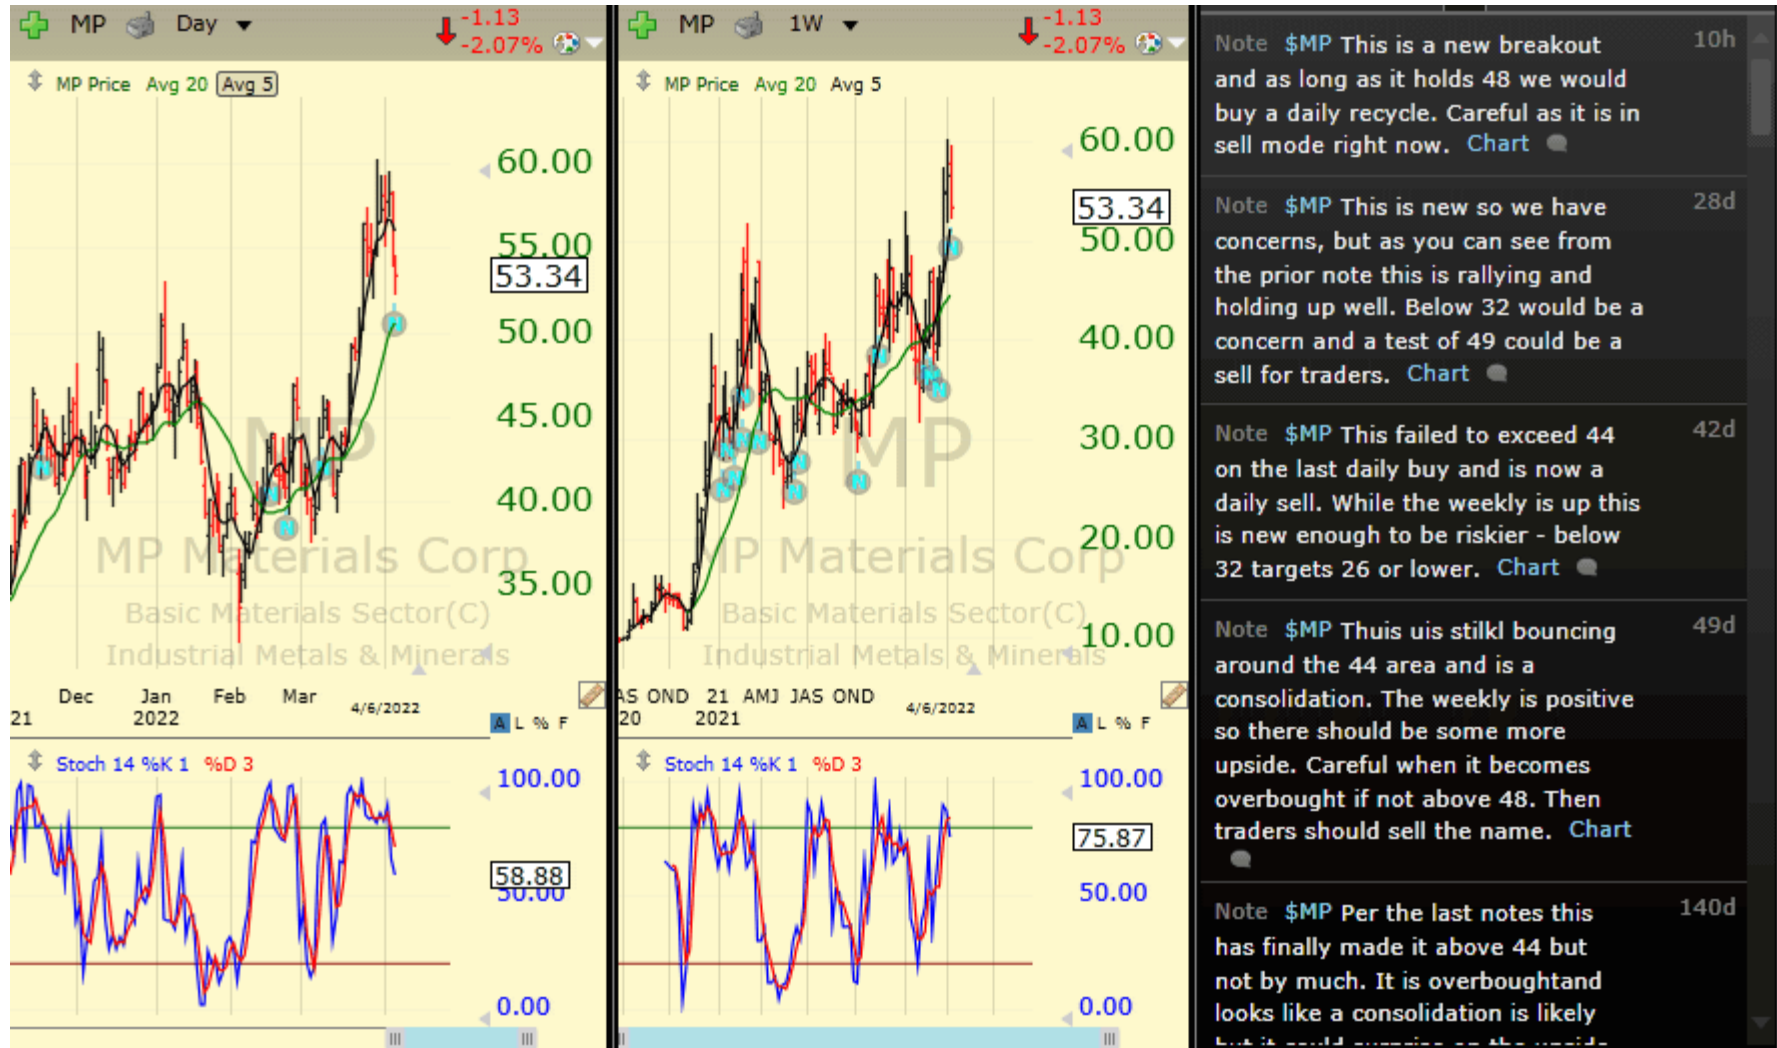 MP Day
-1.13
-2.07%
MP Price Avg 20 Avg 5
60.00
55.00
53.34
50.00
45.00
40.00
35.00
MP
MP Materials Corp
Basic Materials Sector(C)
Industrial Metals & Minerals
N
N
N
N
N
Dec Jan Feb Mar 4/6/2022
21 2022
A L % F
Stoch 14 %K 1 %D 3
100.00
58.88
50.00
0.00
MP 1W
-1.13
-2.07%
MP Price Avg 20 Avg 5
60.00
53.34
50.00
40.00
30.00
20.00
10.00
MP
MP Materials Corp
Basic Materials Sector(C)
Industrial Metals & Minerals
N
N
N
N
N
N
N
N
N
N
N
N
N
AS OND 21 AMJ JAS OND 4/6/2022
20 2021
A L % F
Stoch 14 %K 1 %D 3
100.00
75.87
50.00
0.00
Note $MP This is a new breakout 10h
and as long as it holds 48 we would
buy a daily recycle. Careful as it is in
sell mode right now. Chart
Note $MP This is new so we have 28d
concerns, but as you can see from
the prior note this is rallying and
holding up well. Below 32 would be a
concern and a test of 49 could be a
sell for traders. Chart
Note $MP This failed to exceed 44 42d
on the last daily buy and is now a
daily sell. While the weekly is up this
is new enough to be riskier - below
32 targets 26 or lower. Chart
Note $MP Thuis uis stilkl bouncing 49d
around the 44 area and is a
consolidation. The weekly is positive
so there should be some more
upside. Careful when it becomes
overbought if not above 48. Then
traders should sell the name. Chart
Note $MP Per the last notes this 140d
has finally made it above 44 but
not by much. It is overboughtand
looks like a consolidation is likely
but it could surprise on the upside